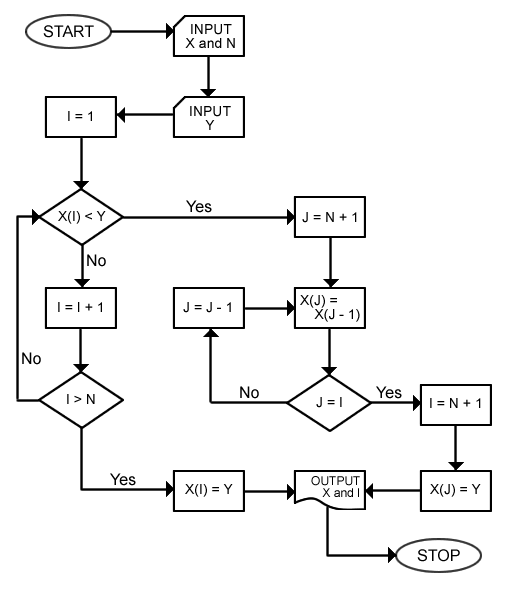 START
INPUT
X and N
INPUT
Y
I = 1
X(I) < Y
Yes
J = N + 1
No
I = I + 1
J = J - 1
X(J) =
X(J - 1)
No
I > N
No
J = I
Yes
I = N + 1
Yes
X(I) = Y
OUTPUT
X and I
X(J) = Y
STOP